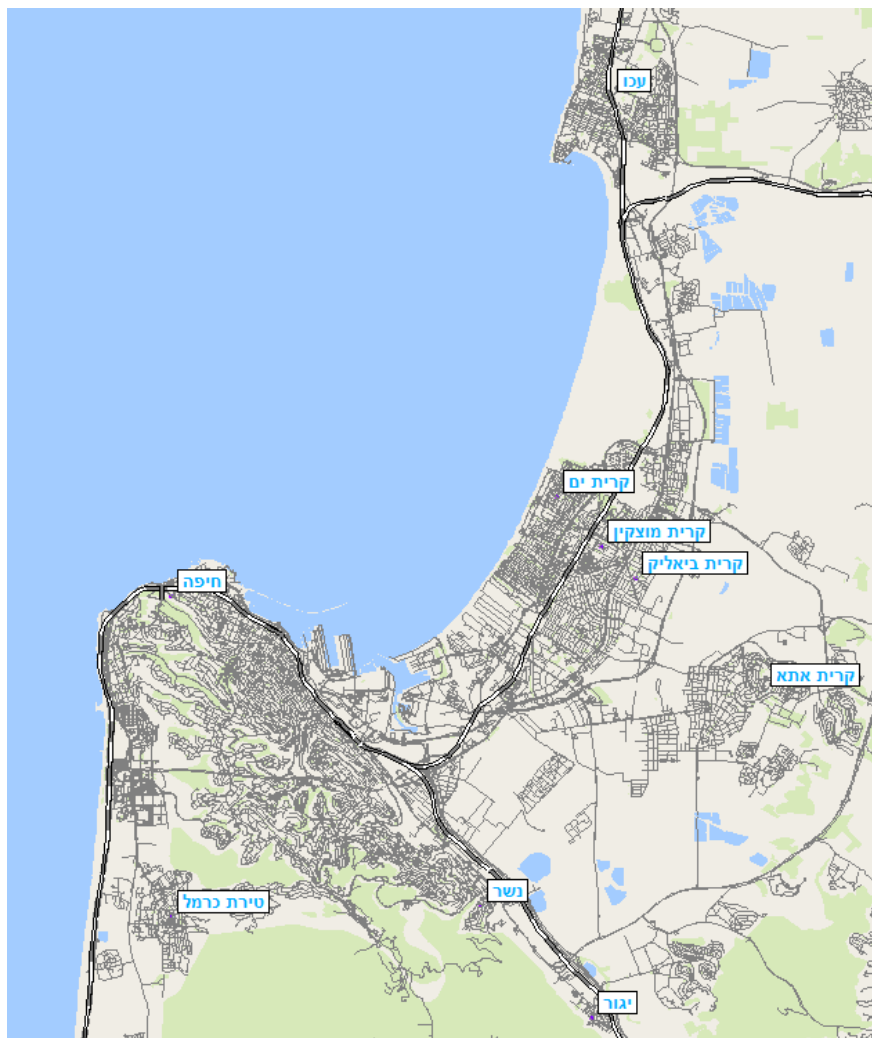 עכו
קרית ים
קרית מוצקין
קרית ביאליק
חיפה
קרית אתא
נשר
טירת כרמל
יגור